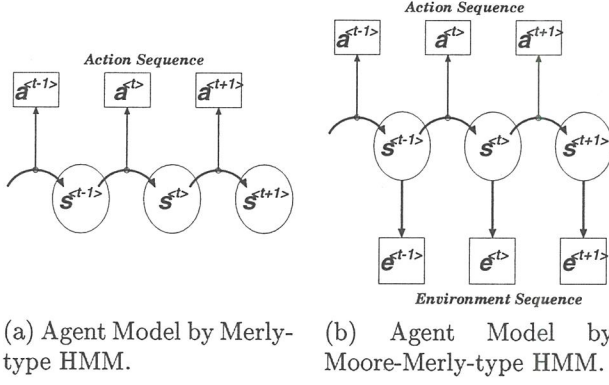 Action Sequence
a<t-1> a<t> a<t+1>
s<t-1> s<t> s<t+1>
(a) Agent Model by Merly-
type HMM.
Action Sequence
a<t-1> a<t> a<t+1>
s<t-1> s<t> s<t+1>
e<t-1> e<t> e<t+1>
Environment Sequence
(b) Agent Model by
Moore-Merly-type HMM.